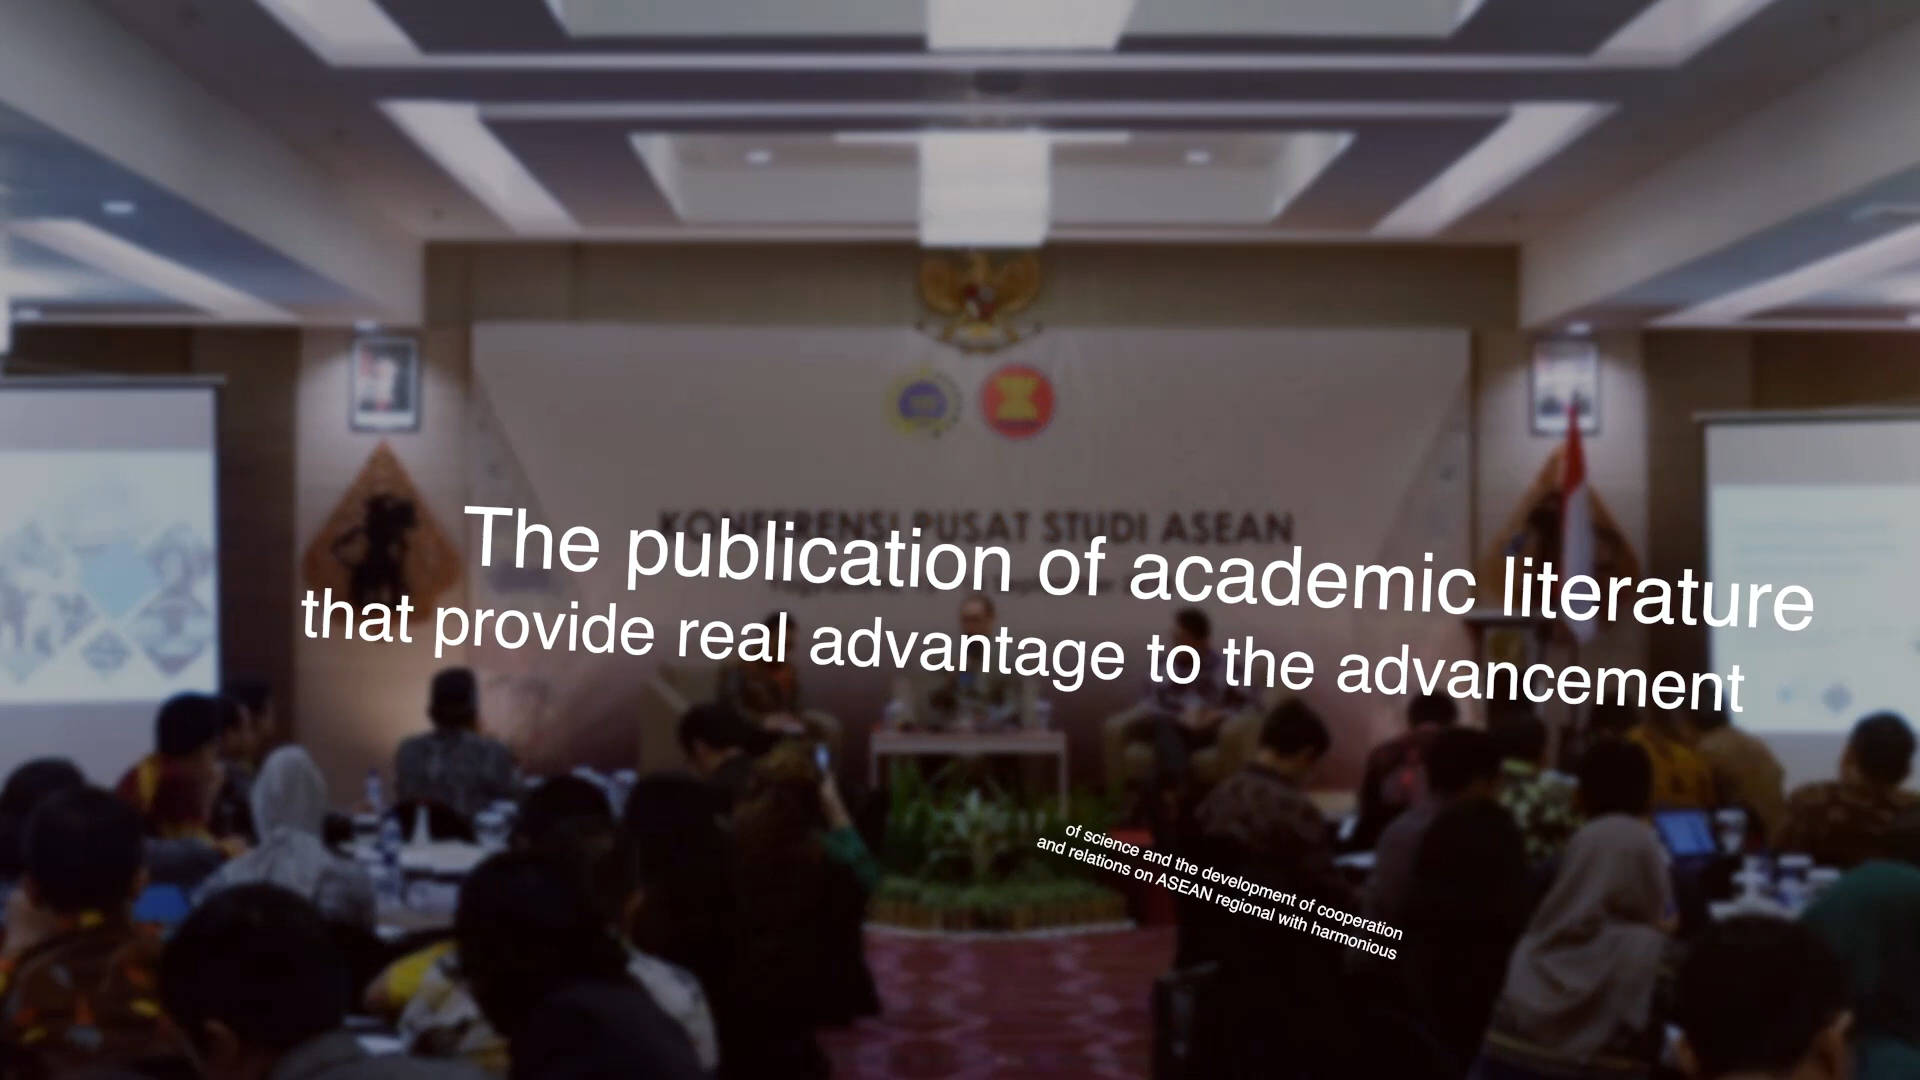 KONFERENSI PUSAT STUDI ASEAN
The publication of academic literature
that provide real advantage to the advancement
of science and the development of cooperation
and relations on ASEAN regional with harmonious